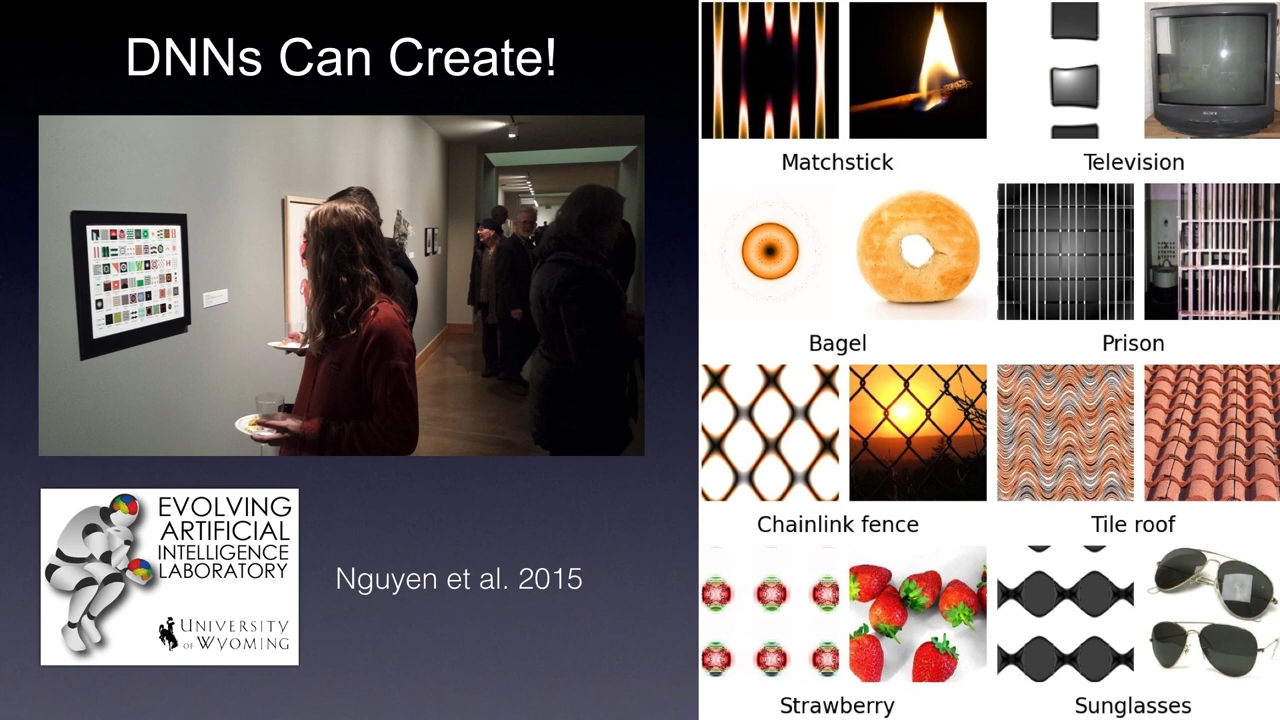 DNNs Can Create!
EVOLVING
ARTIFICIAL
INTELLIGENCE
LABORATORY
UNIVERSITY
OF WYOMING
Nguyen et al. 2015
SONY
Matchstick
Television
Bagel
Prison
Chainlink fence
Tile roof
Strawberry
Sunglasses